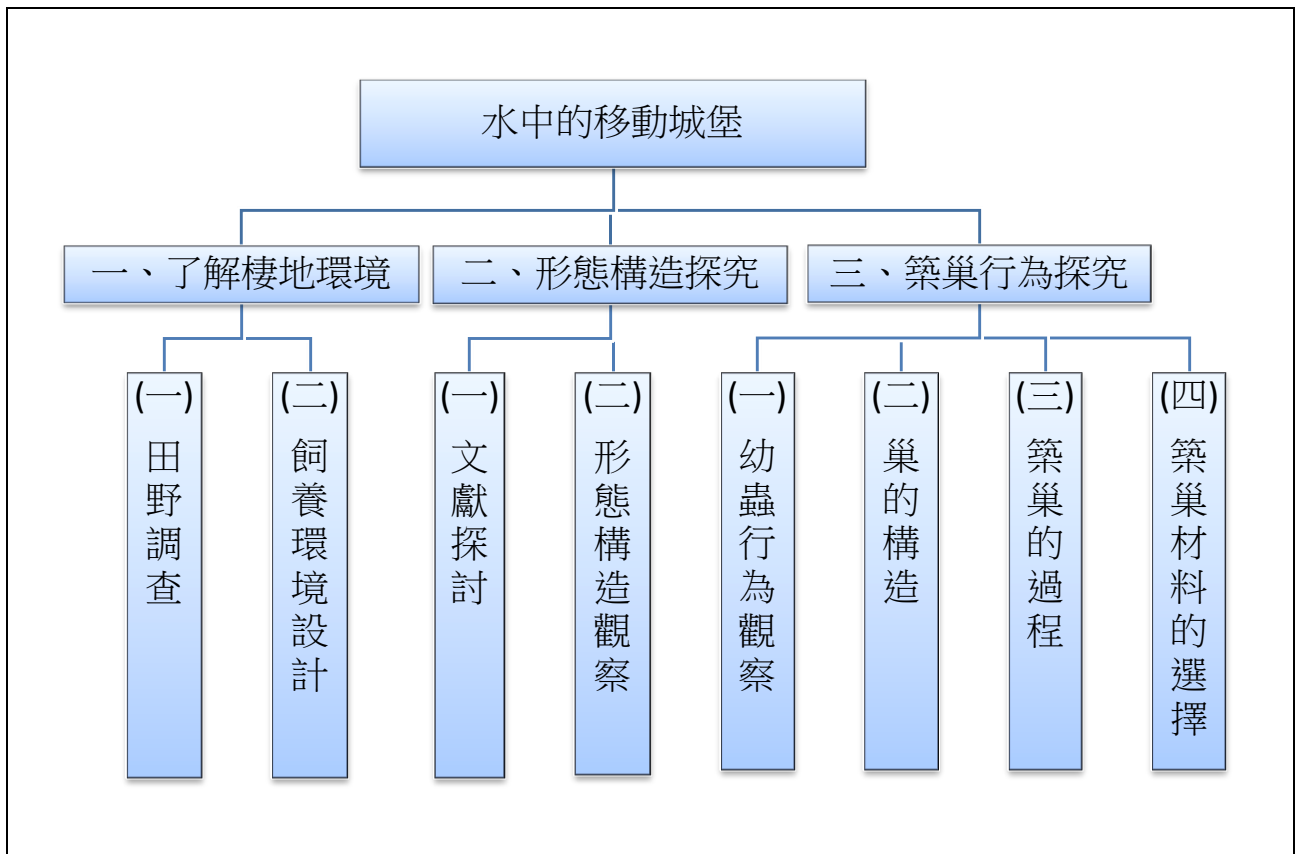 水中的移動城堡
一、了解棲地環境
二、形態構造探究
三、築巢行為探究
(一)田野調查
(二)飼養環境設計
(一)文獻探討
(二)形態構造觀察
(一)幼蟲行為觀察
(二)巢的構造
(三)築巢的過程
(四)築巢材料的選擇